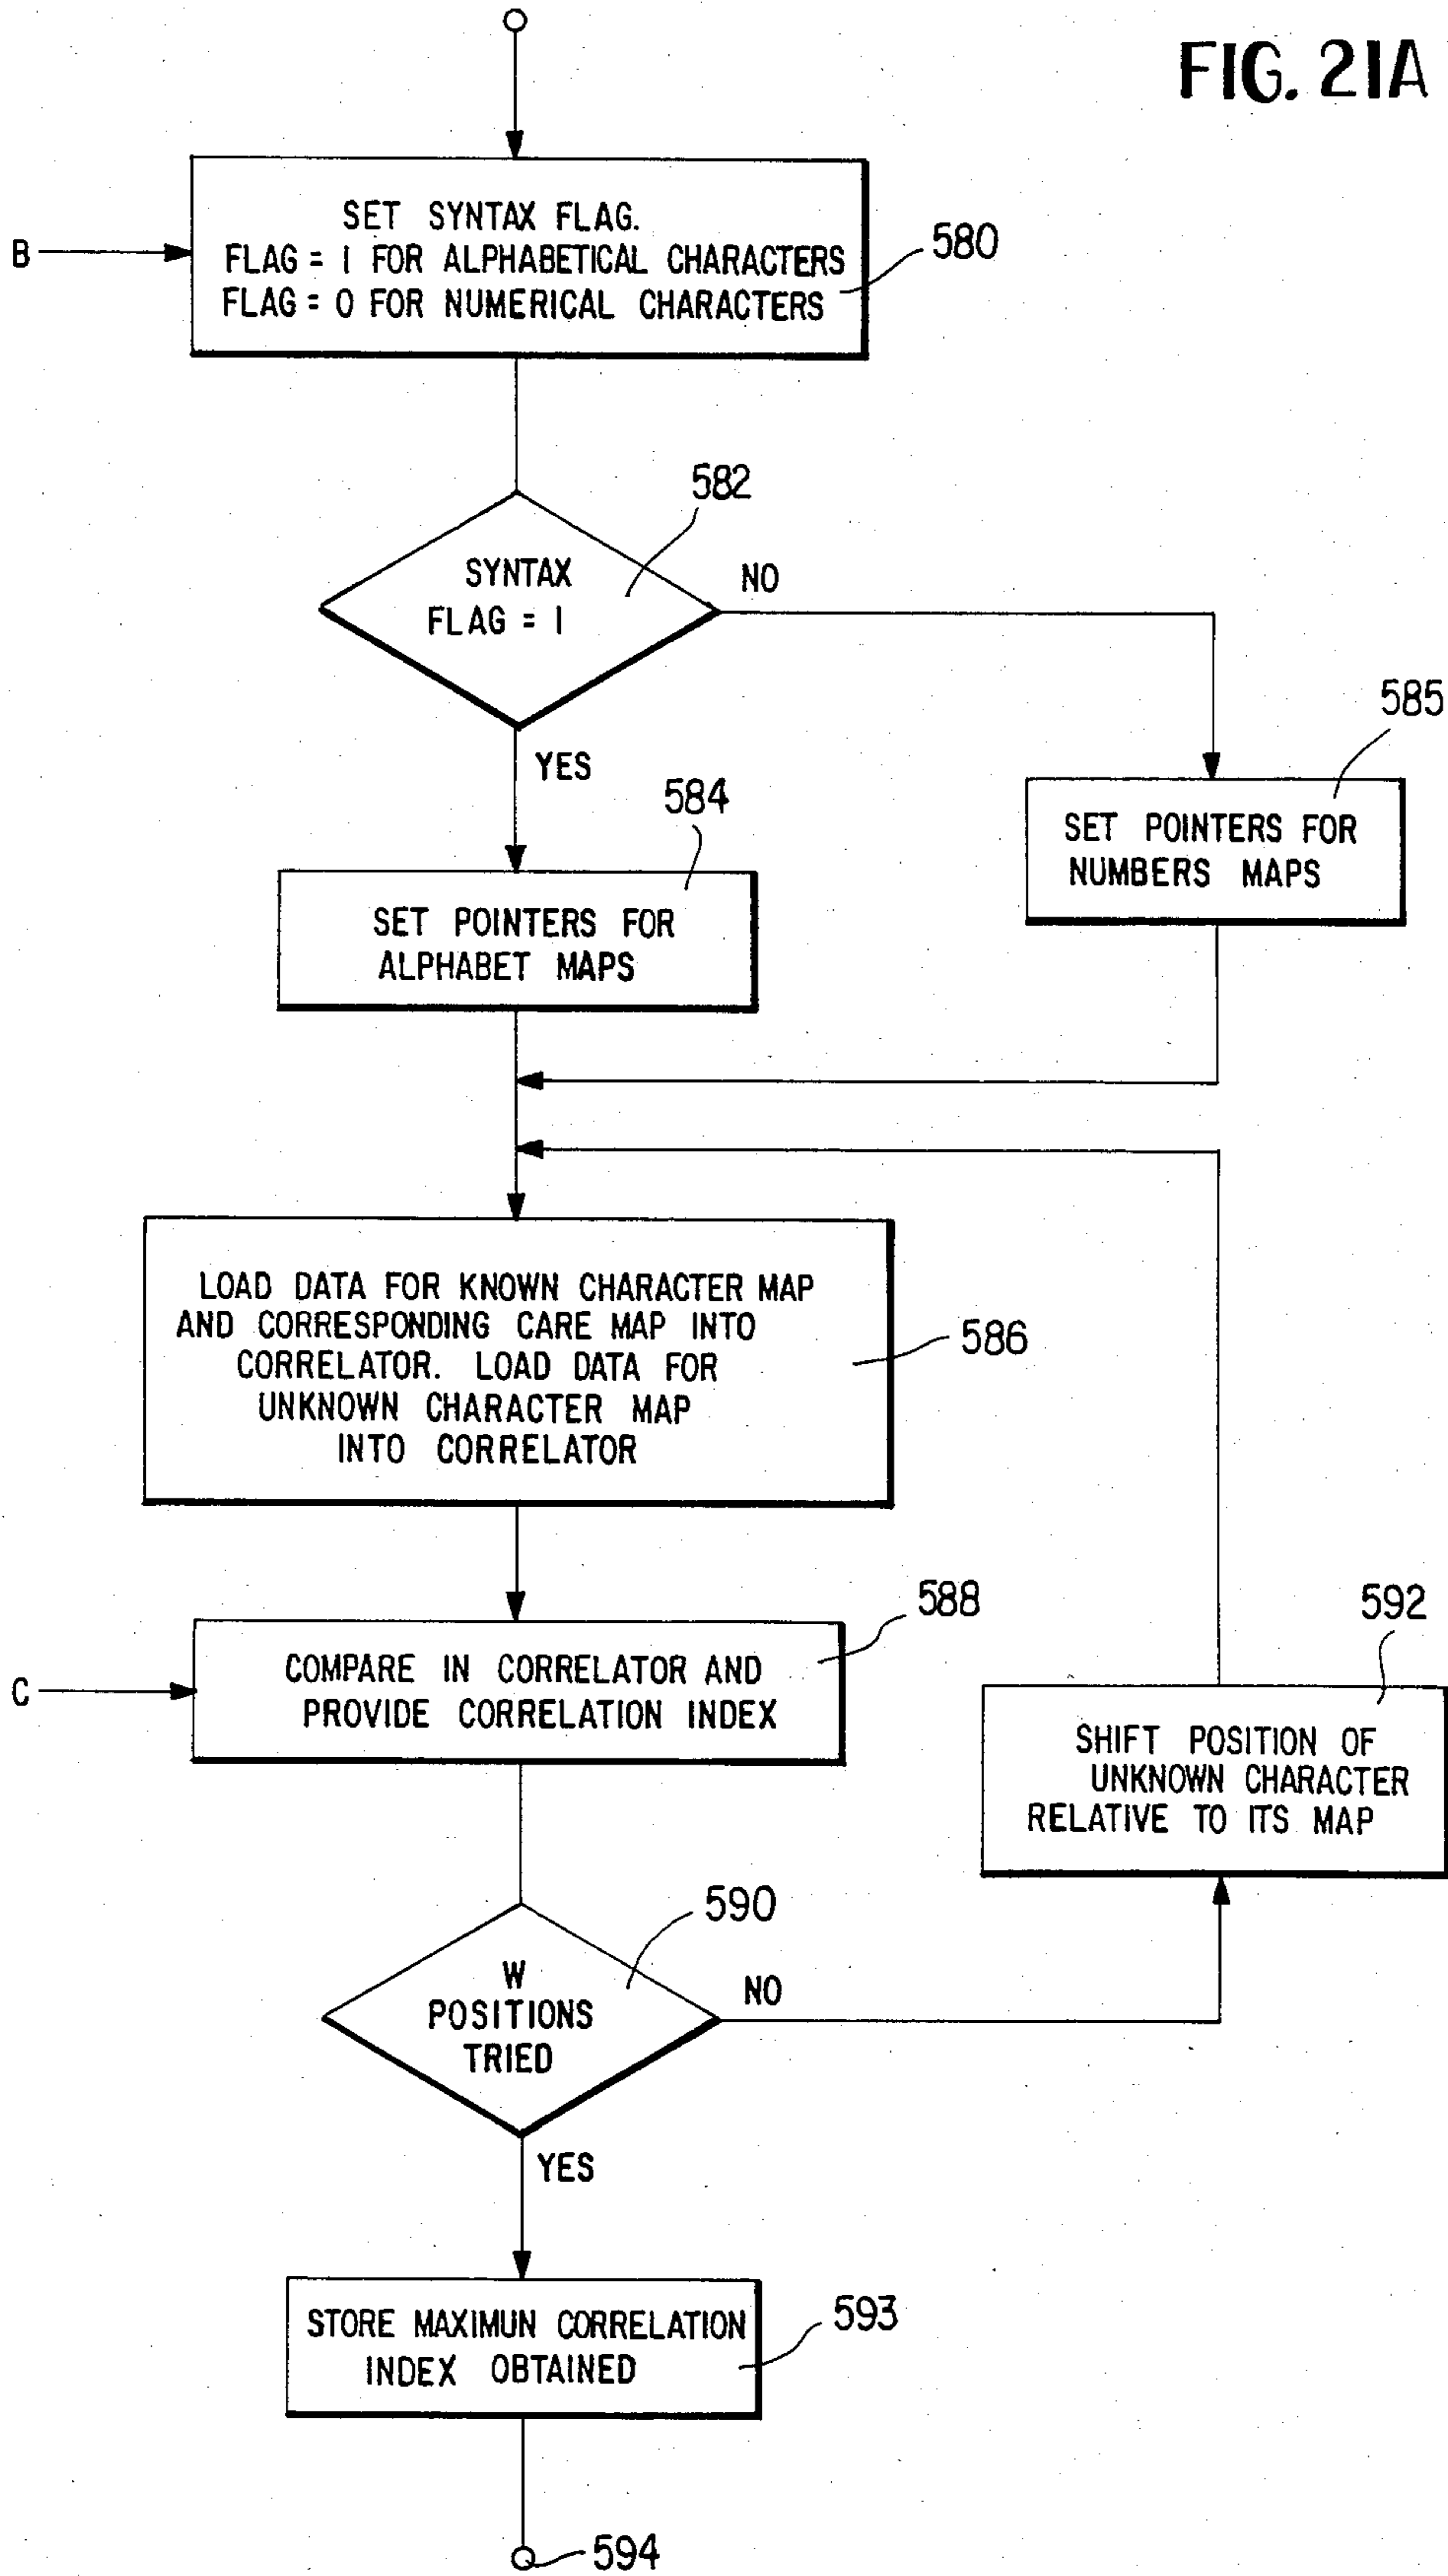 FIG. 21A
SET SYNTAX FLAG.
FLAG = 1 FOR ALPHABETICAL CHARACTERS
FLAG = 0 FOR NUMERICAL CHARACTERS
580
B
582
SYNTAX
FLAG = 1
NO
YES
585
SET POINTERS FOR
NUMBERS MAPS
584
SET POINTERS FOR
ALPHABET MAPS
LOAD DATA FOR KNOWN CHARACTER MAP
AND CORRESPONDING CARE MAP INTO
CORRELATOR. LOAD DATA FOR
UNKNOWN CHARACTER MAP
INTO CORRELATOR
586
588
C
COMPARE IN CORRELATOR AND
PROVIDE CORRELATION INDEX
592
SHIFT POSITION OF
UNKNOWN CHARACTER
RELATIVE TO ITS MAP
590
W
POSITIONS
TRIED
NO
YES
STORE MAXIMUN CORRELATION
INDEX OBTAINED
593
594